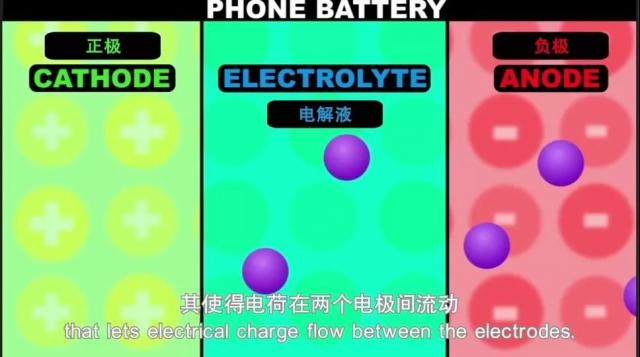 PHONE BATTERY
正极
CATHODE
ELECTROLYTE
电解液
负极
ANODE
其使得电荷在两个电极间流动
that lets electrical charge flow between the electrodes.